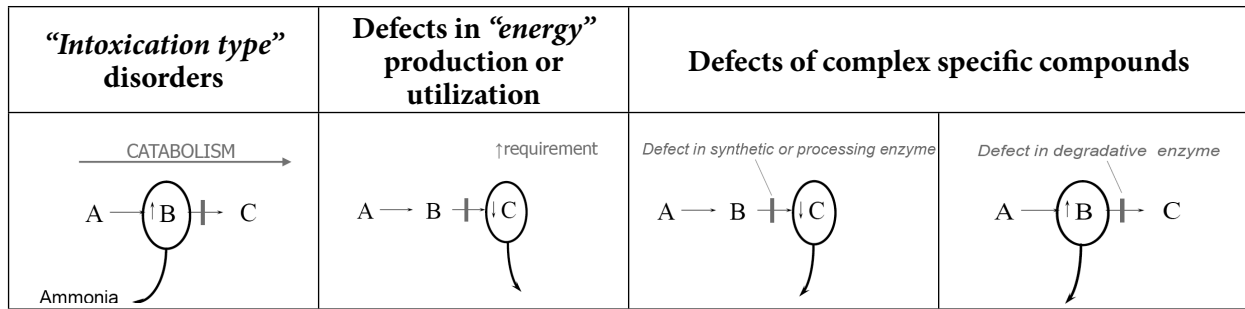 “Intoxication type”
disorders
Defects in “energy”
production or
utilization
Defects of complex specific compounds
CATABOLISM
A ↑B C
Ammonia
↑requirement
A B ↓C
Defect in synthetic or processing enzyme
A B ↓C
Defect in degradative enzyme
A ↑B C